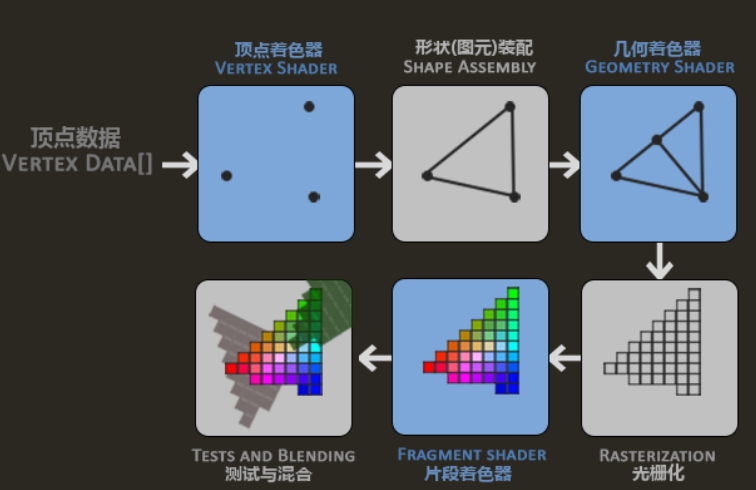 顶点着色器
VERTEX SHADER
形状(图元)装配
SHAPE ASSEMBLY
几何着色器
GEOMETRY SHADER
顶点数据
VERTEX DATA[]
TESTS AND BLENDING
测试与混合
FRAGMENT SHADER
片段着色器
RASTERIZATION
光栅化